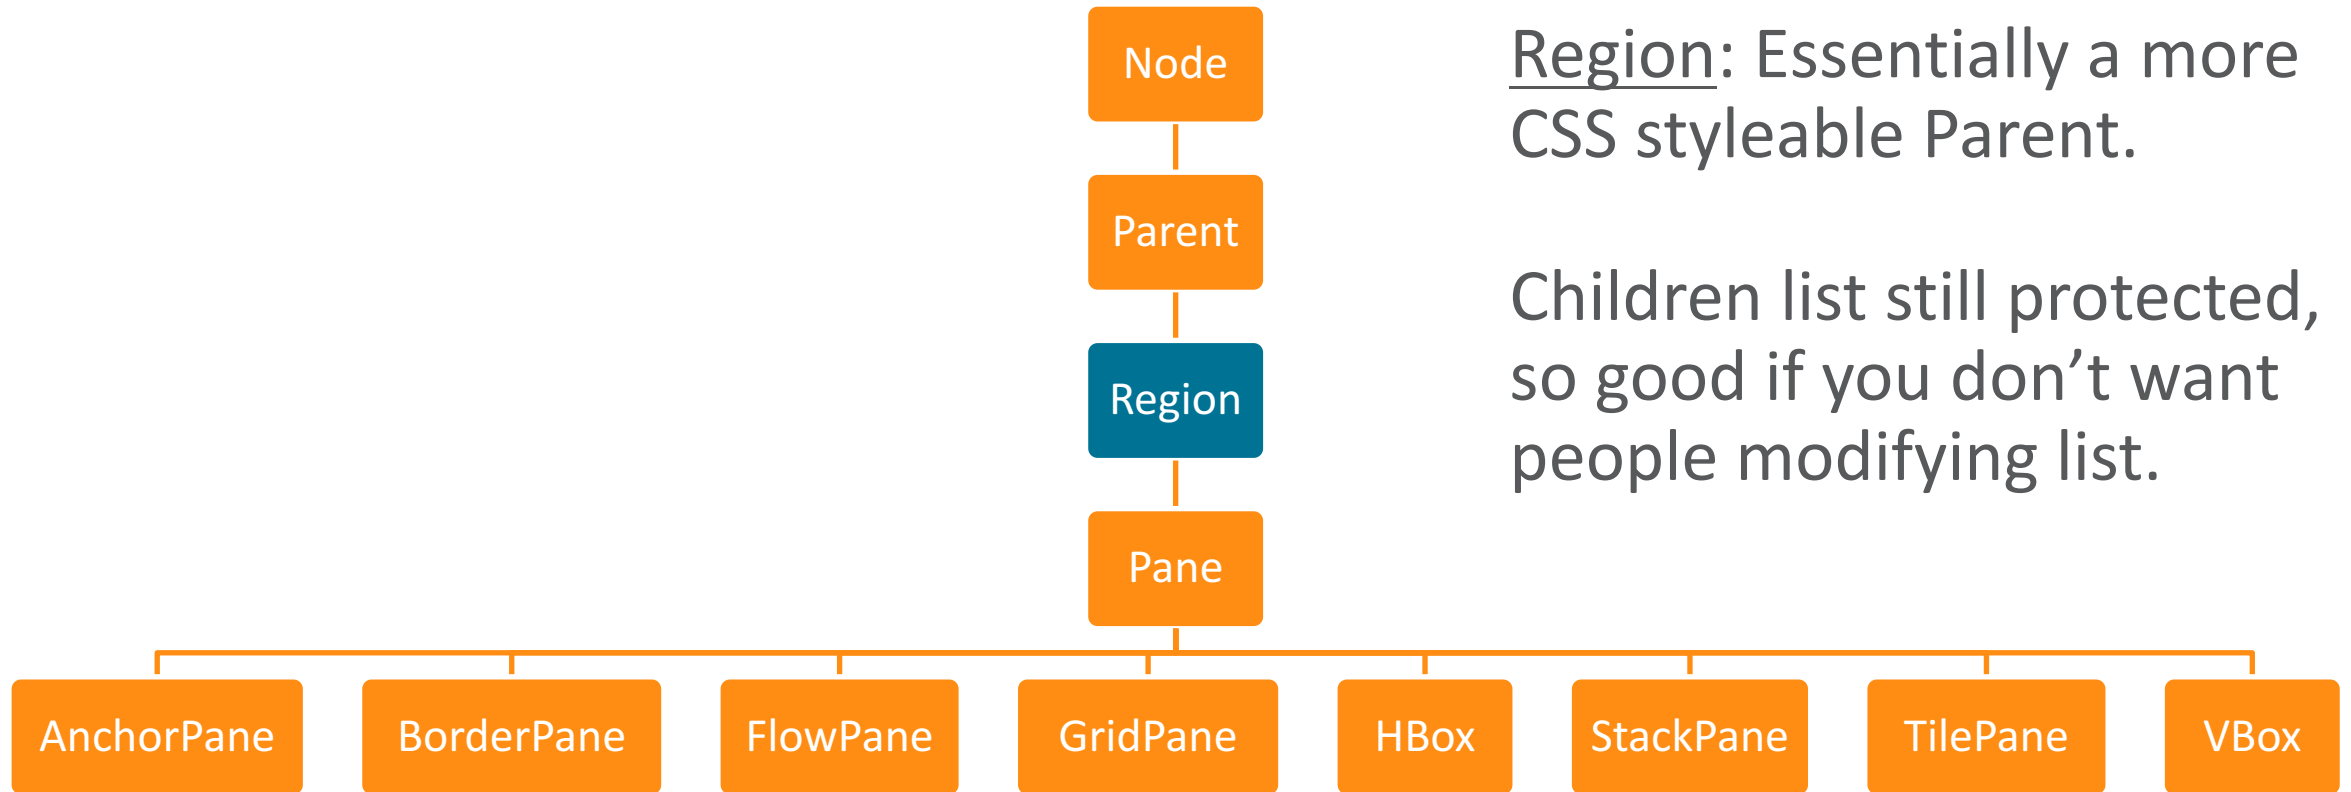 Node
Region: Essentially a more
CSS styleable Parent.
Parent
Children list still protected,
so good if you don’t want
people modifying list.
Region
Pane
AnchorPane
BorderPane
FlowPane
GridPane
HBox
StackPane
TilePane
VBox